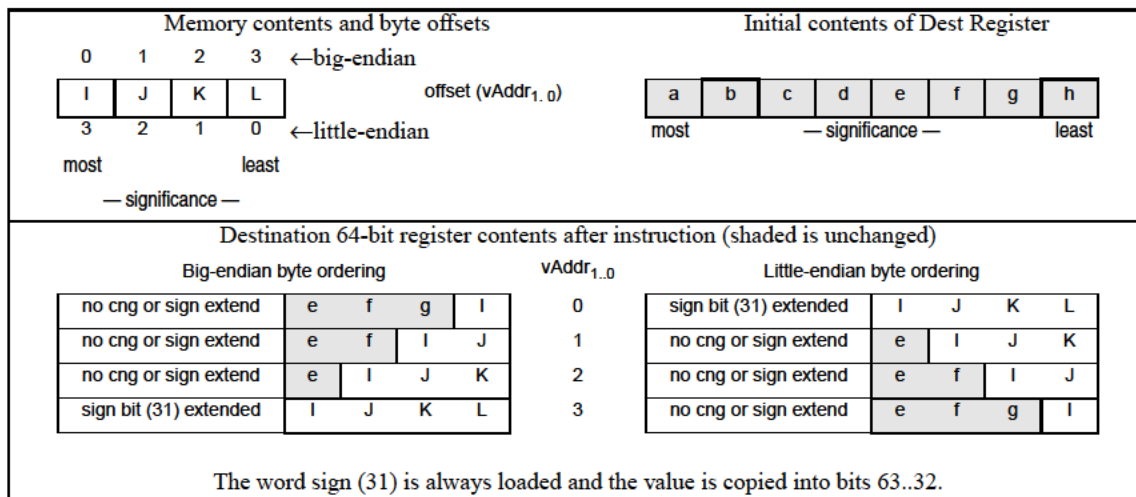 Memory contents and byte offsets
0 1 2 3 ←big-endian
I J K L
offset (vAddr1. 0)
3 2 1 0 ←little-endian
most least
— significance —
Initial contents of Dest Register
a b c d e f g h
most — significance — least
Destination 64-bit register contents after instruction (shaded is unchanged)
Big-endian byte ordering vAddr1..0 Little-endian byte ordering
no cng or sign extend e f g I 0 sign bit (31) extended I J K L
no cng or sign extend e f I J 1 no cng or sign extend e I J K
no cng or sign extend e I J K 2 no cng or sign extend e f I J
sign bit (31) extended I J K L 3 no cng or sign extend e f g I
The word sign (31) is always loaded and the value is copied into bits 63..32.